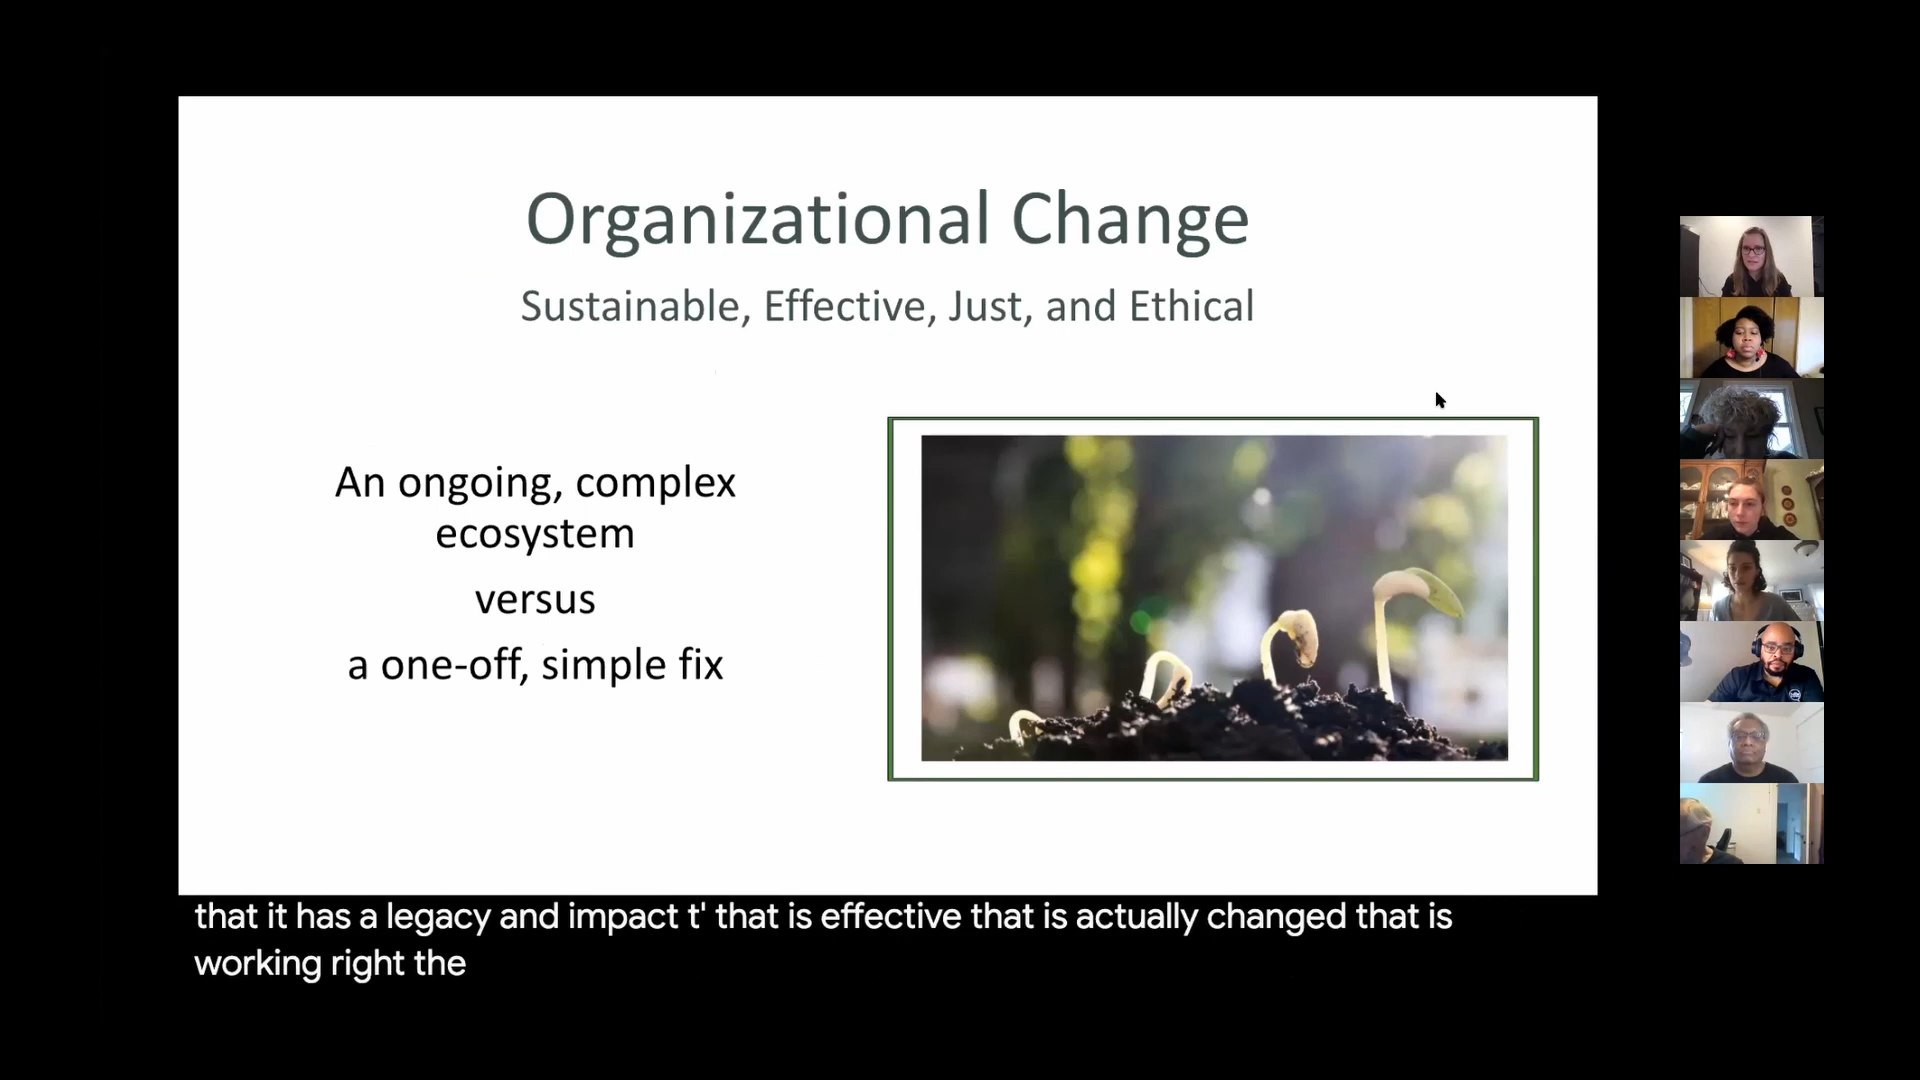 Organizational Change
Sustainable, Effective, Just, and Ethical
An ongoing, complex
ecosystem
versus
a one-off, simple fix
that it has a legacy and impact t' that is effective that is actually changed that is
working right the